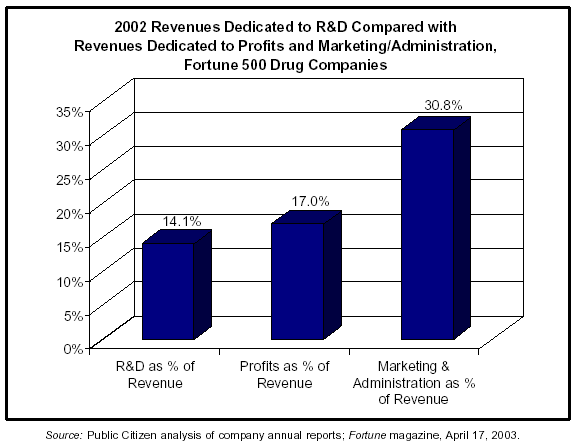 2002 Revenues Dedicated to R&D Compared with
Revenues Dedicated to Profits and Marketing/Administration,
Fortune 500 Drug Companies
35%
30%
25%
20%
15%
10%
5%
0%
14.1%
17.0%
30.8%
R&D as % of
Revenue
Profits as % of
Revenue
Marketing &
Administration as %
of Revenue
Source: Public Citizen analysis of company annual reports; Fortune magazine, April 17, 2003.